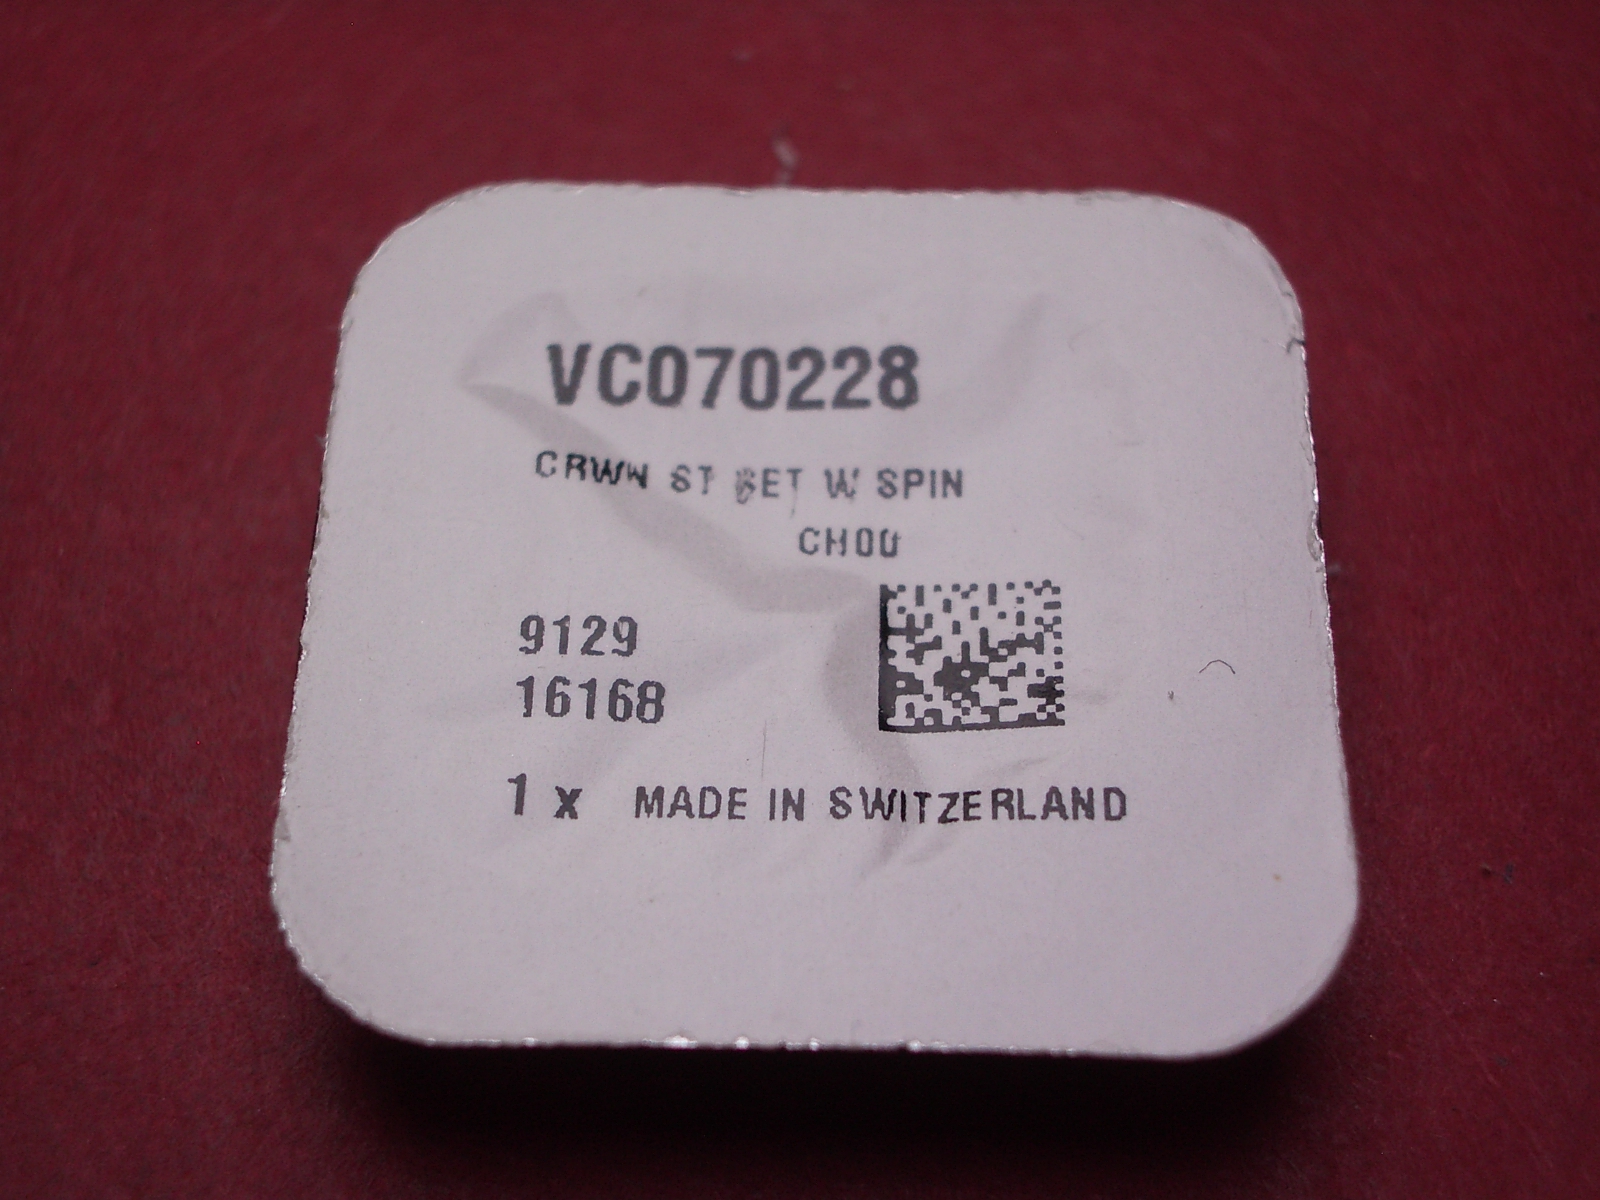 VC070228
CRWN ST SET W SPIN
CH00
9129
16168
1 x MADE IN SWITZERLAND